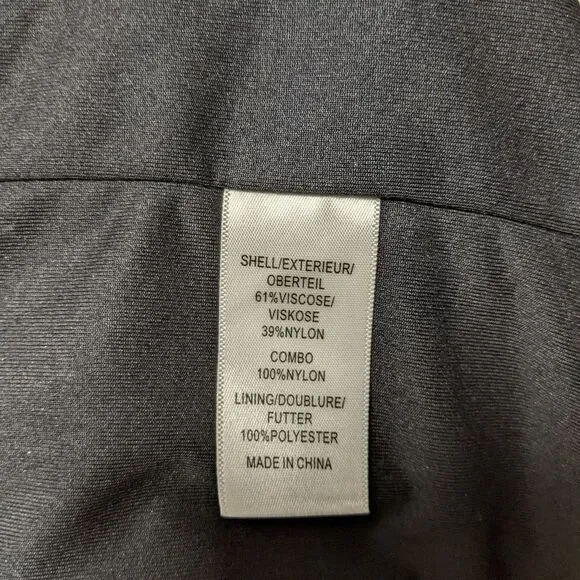 SHELL/EXTERIEUR/
OBERTEIL
61%VISCOSE/
VISKOSE
39%NYLON
COMBO
100%NYLON
LINING/DOUBLURE/
FUTTER
100%POLYESTER
MADE IN CHINA